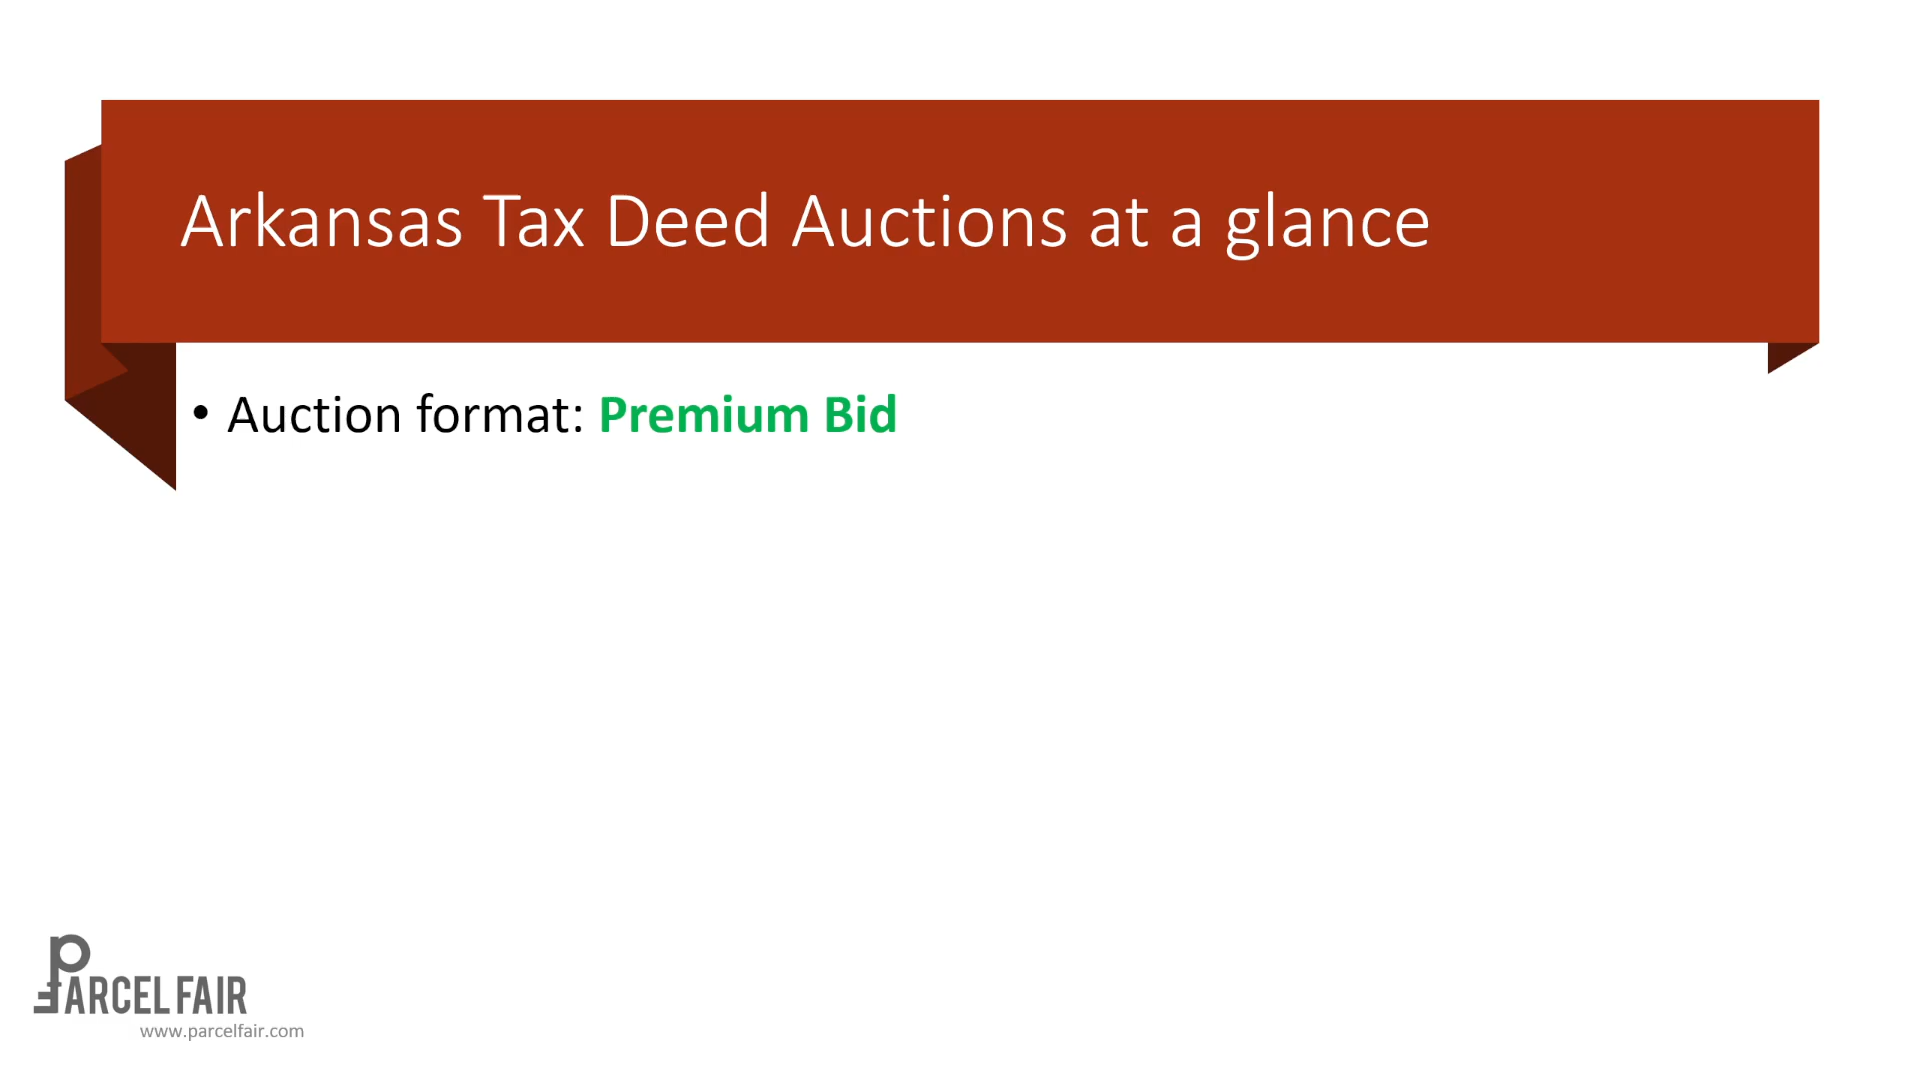 Arkansas Tax Deed Auctions at a glance
• Auction format: Premium Bid
PARCEL FAIR
www.parcelfair.com